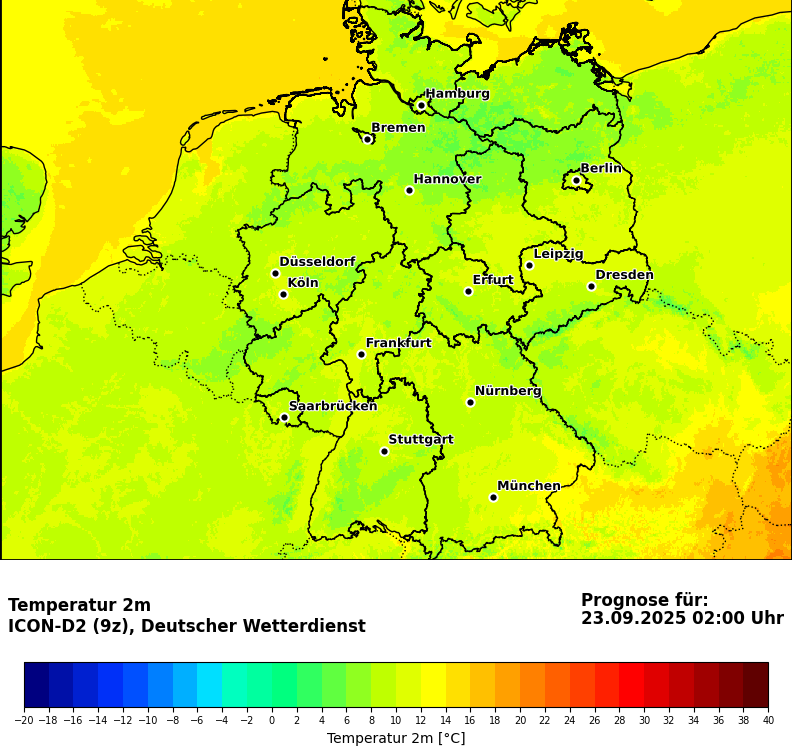 Hamburg
Bremen
Berlin
Hannover
Leipzig
Düsseldorf
Dresden
Köln
Erfurt
Frankfurt
Nürnberg
Saarbrücken
Stuttgart
München
Temperatur 2m
ICON-D2 (9z), Deutscher Wetterdienst
Prognose für:
23.09.2025 02:00 Uhr
−20 −18 −16 −14 −12 −10 −8 −6 −4 −2 0 2 4 6 8 10 12 14 16 18 20 22 24 26 28 30 32 34 36 38 40
Temperatur 2m [°C]